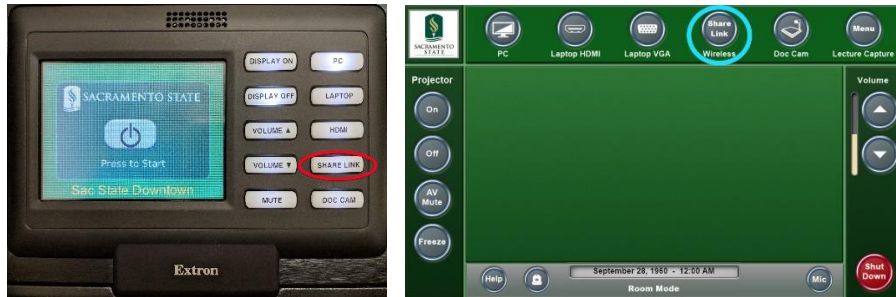 DISPLAY ON
PC
SACRAMENTO STATE
DISPLAY OFF
LAPTOP
VOLUME ▲
HDMI
Press to Start
VOLUME ▼
SHARE LINK
Sac State Downtown
MUTE
DOC CAM
Extron
SACRAMENTO
STATE
PC
Laptop HDMI
Laptop VGA
Share
Link
Wireless
Doc Cam
Menu
Lecture Capture
Projector
On
Off
AV
Mute
Freeze
Volume
Help
September 28, 1960 - 12:00 AM
Room Mode
Mic
Shut
Down